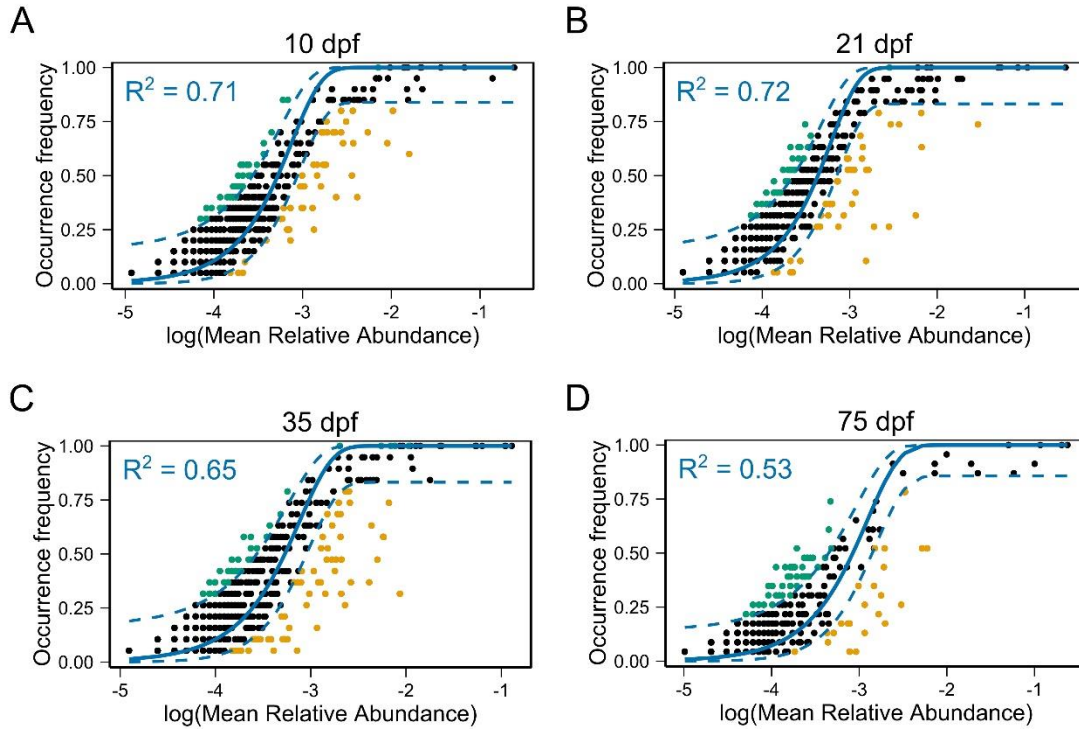 A
10 dpf
R² = 0.71
Occurrence frequency
1.00
0.75
0.50
0.25
0.00
-5 -4 -3 -2 -1
log(Mean Relative Abundance)
B
21 dpf
R² = 0.72
Occurrence frequency
1.00
0.75
0.50
0.25
0.00
-5 -4 -3 -2 -1
log(Mean Relative Abundance)
C
35 dpf
R² = 0.65
Occurrence frequency
1.00
0.75
0.50
0.25
0.00
-5 -4 -3 -2 -1
log(Mean Relative Abundance)
D
75 dpf
R² = 0.53
Occurrence frequency
1.00
0.75
0.50
0.25
0.00
-5 -4 -3 -2 -1
log(Mean Relative Abundance)